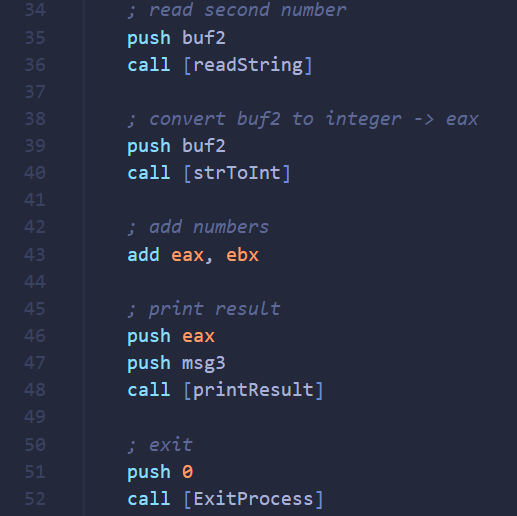 34 ; read second number
35 push buf2
36 call [readString]
37
38 ; convert buf2 to integer -> eax
39 push buf2
40 call [strToInt]
41
42 ; add numbers
43 add eax, ebx
44
45 ; print result
46 push eax
47 push msg3
48 call [printResult]
49
50 ; exit
51 push 0
52 call [ExitProcess]